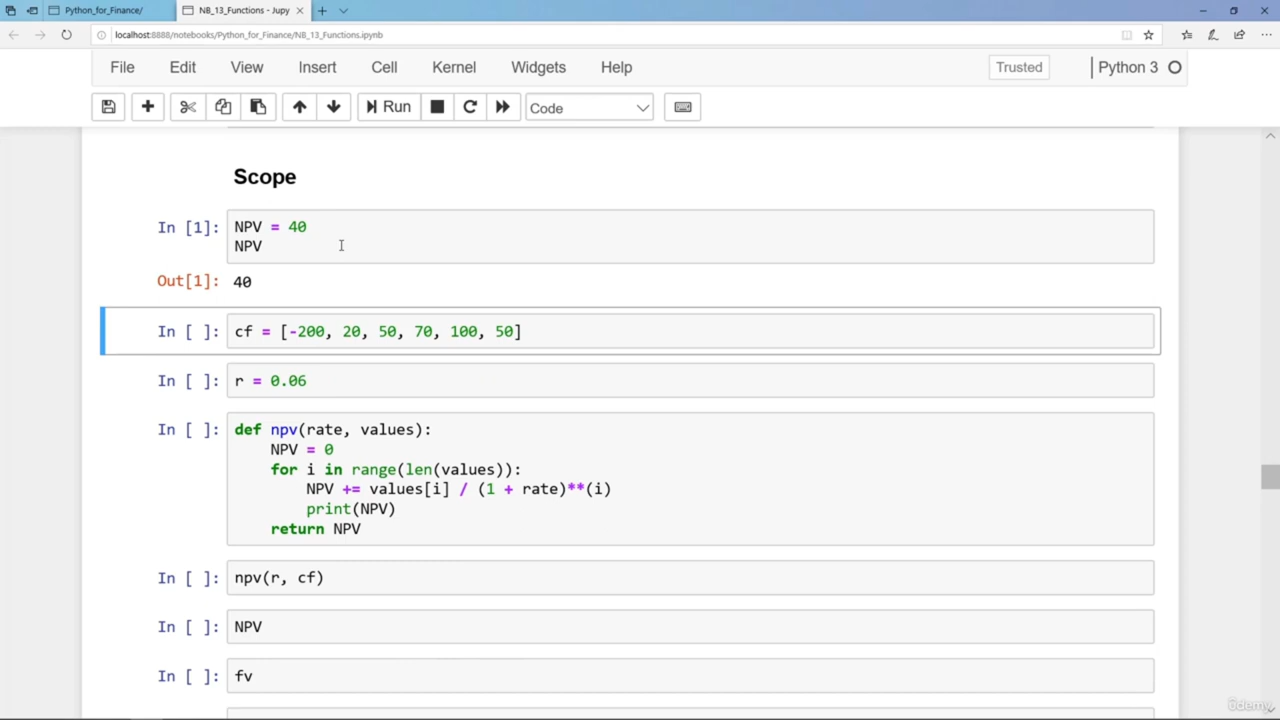 Python_for_Finance/
NB_13_Functions - Jupy
localhost:8888/notebooks/Python_for_Finance/NB_13_Functions.ipynb
File Edit View Insert Cell Kernel Widgets Help Trusted Python 3
Run Code
Scope
In [1]: NPV = 40
NPV
Out[1]: 40
In [ ]: cf = [-200, 20, 50, 70, 100, 50]
In [ ]: r = 0.06
In [ ]: def npv(rate, values):
NPV = 0
for i in range(len(values)):
NPV += values[i] / (1 + rate)**(i)
print(NPV)
return NPV
In [ ]: npv(r, cf)
In [ ]: NPV
In [ ]: fv
ûdemy